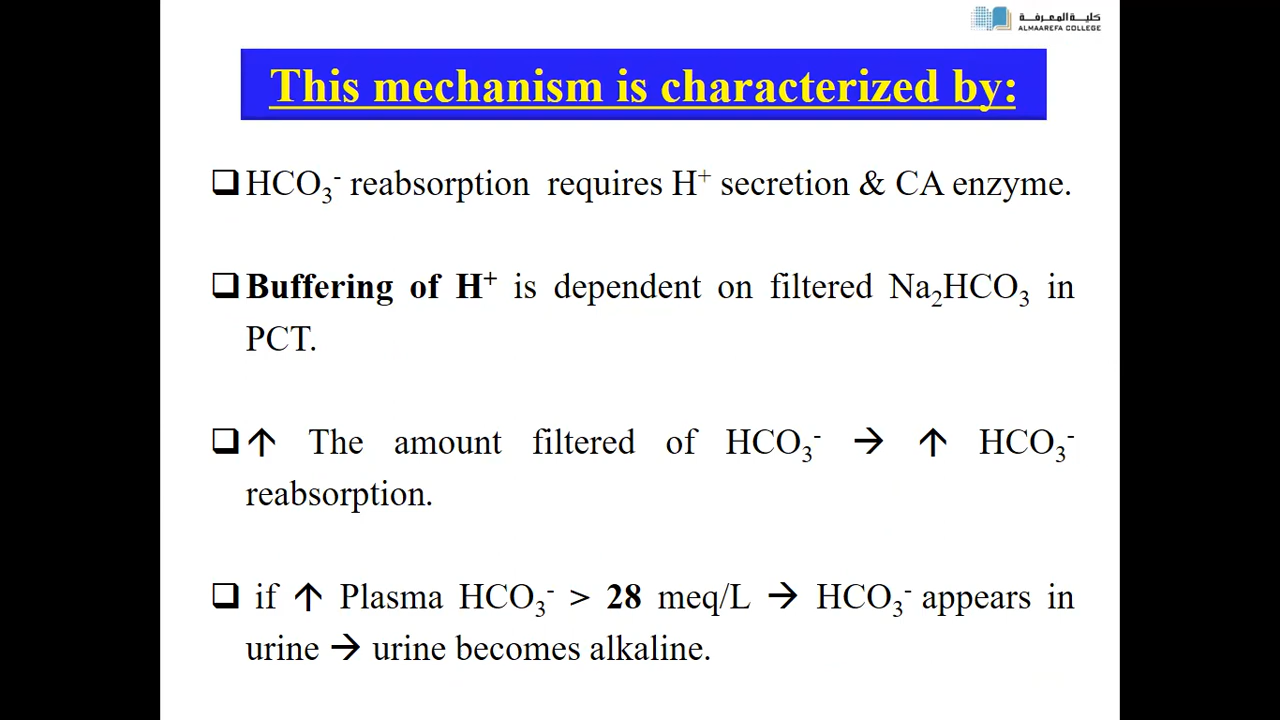 كلية المعرفة
ALMAAREFA COLLEGE
This mechanism is characterized by:
❑ HCO₃⁻ reabsorption requires H⁺ secretion & CA enzyme.
❑ Buffering of H⁺ is dependent on filtered Na₂HCO₃ in
PCT.
❑ ↑ The amount filtered of HCO₃⁻ → ↑ HCO₃⁻
reabsorption.
❑ if ↑ Plasma HCO₃⁻ > 28 meq/L → HCO₃⁻ appears in
urine → urine becomes alkaline.